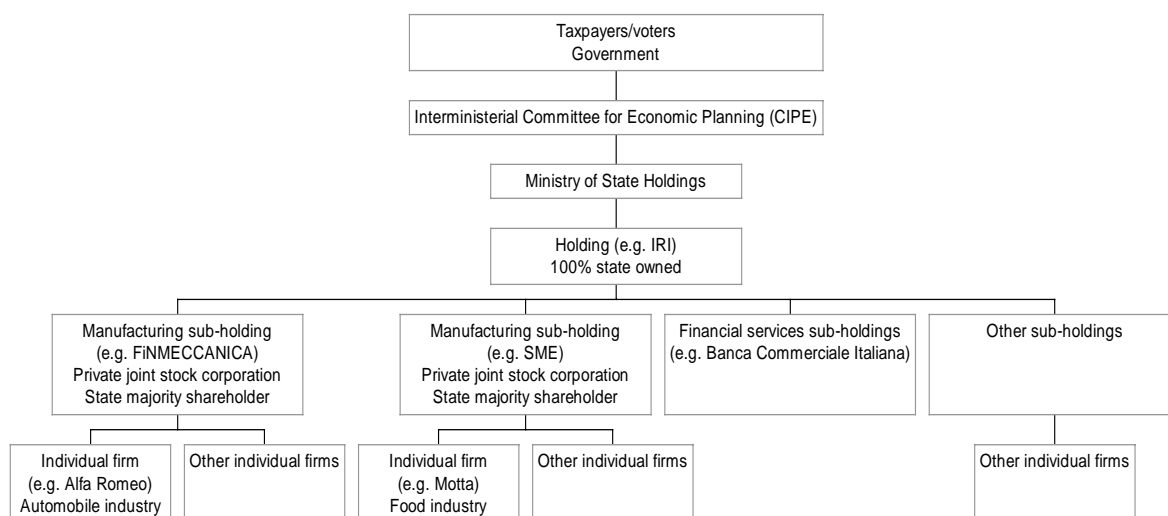 Taxpayers/voters
Government
Interministerial Committee for Economic Planning (CIPE)
Ministry of State Holdings
Holding (e.g. IRI)
100% state owned
Manufacturing sub-holding
(e.g. FiNMECCANICA)
Private joint stock corporation
State majority shareholder
Manufacturing sub-holding
(e.g. SME)
Private joint stock corporation
State majority shareholder
Financial services sub-holdings
(e.g. Banca Commerciale Italiana)
Other sub-holdings
Individual firm
(e.g. Alfa Romeo)
Automobile industry
Other individual firms
Individual firm
(e.g. Motta)
Food industry
Other individual firms
Other individual firms